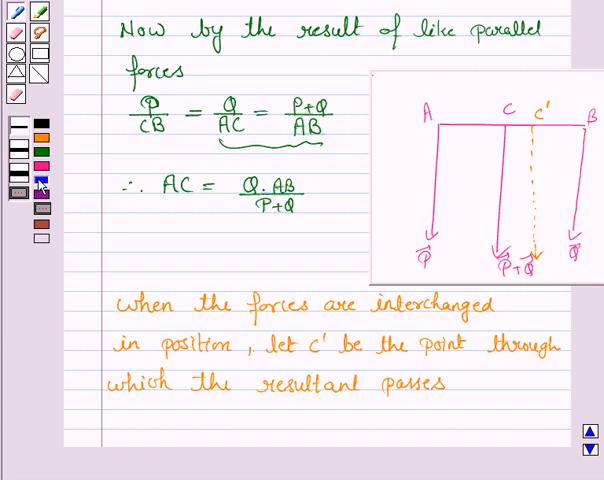 Now by the result of like parallel
forces
P/CB = Q/AC = P+Q/AB
∴ AC = Q.AB/P+Q
A C C' B
P⃗ P⃗+Q⃗ Q⃗
when the forces are interchanged
in position, let C' be the point through
which the resultant passes